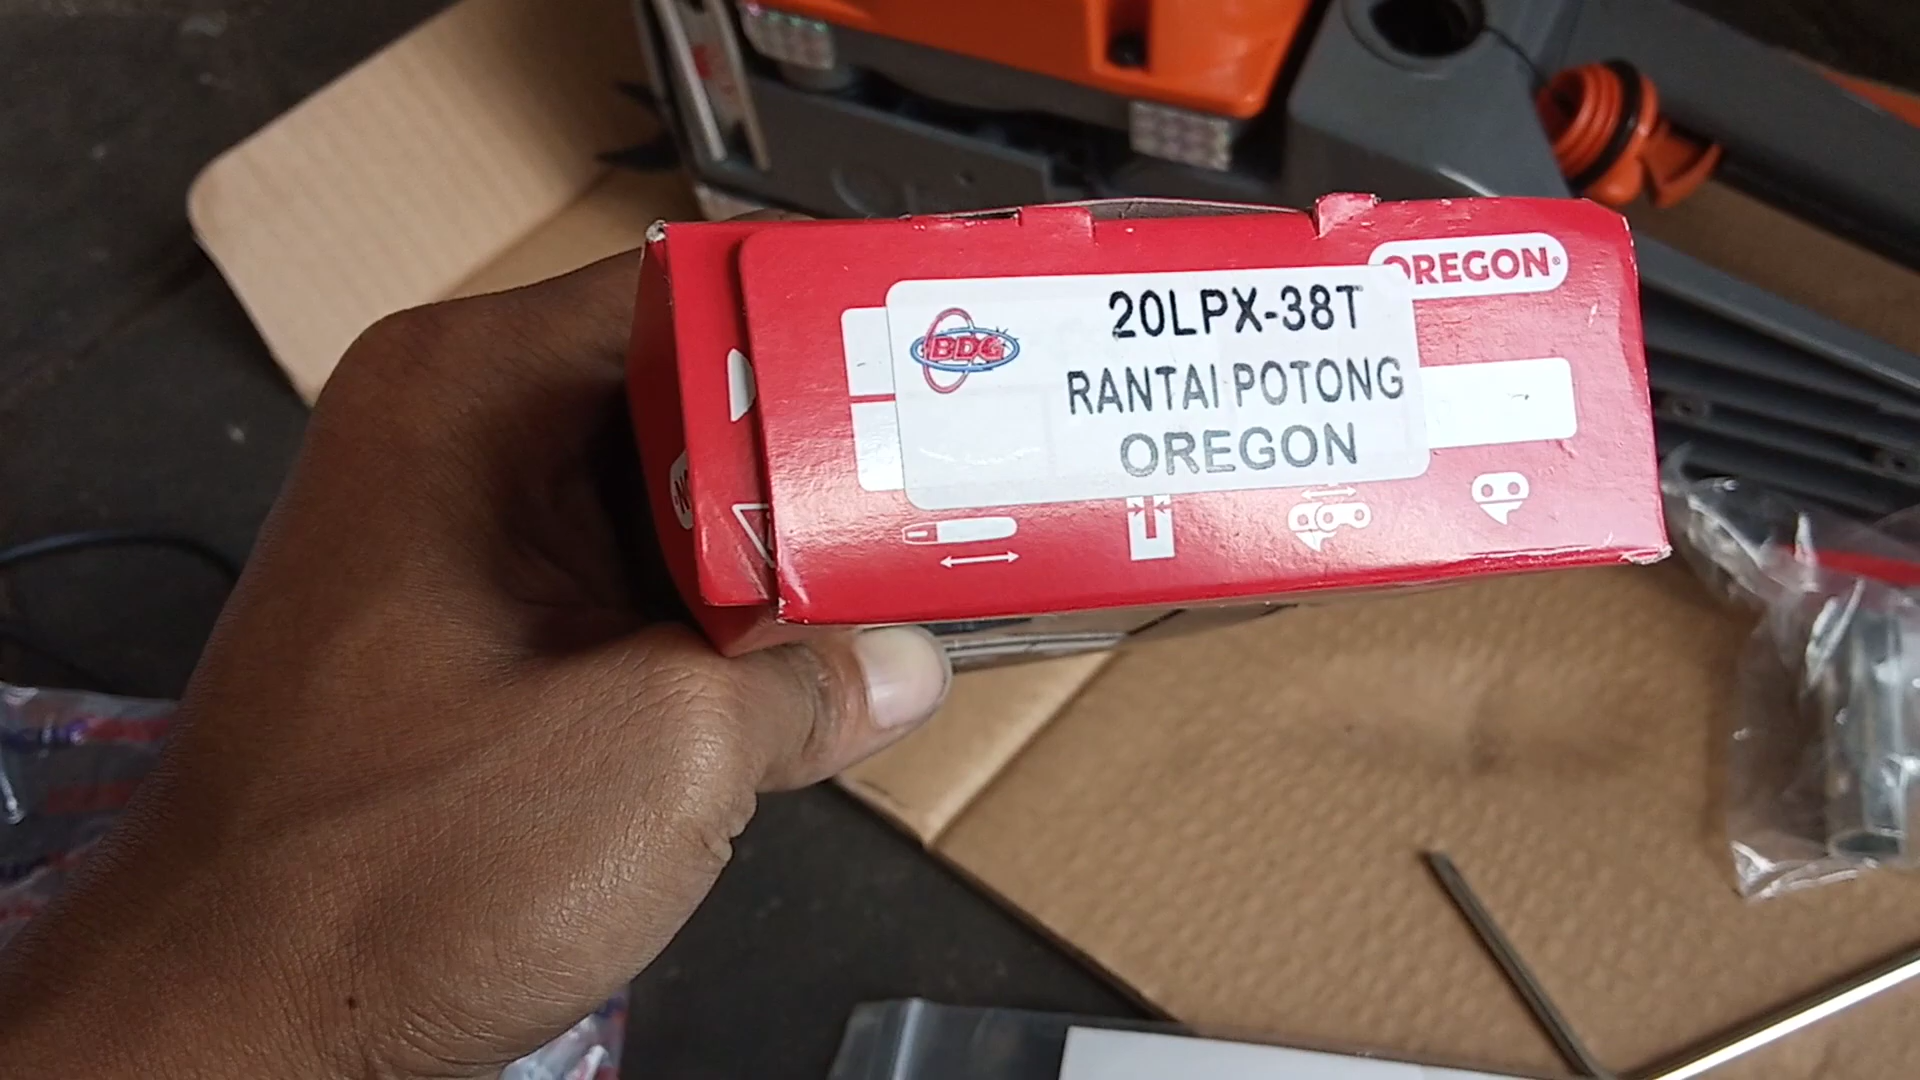 OREGON
BDG
20LPX-38T
RANTAI POTONG
OREGON